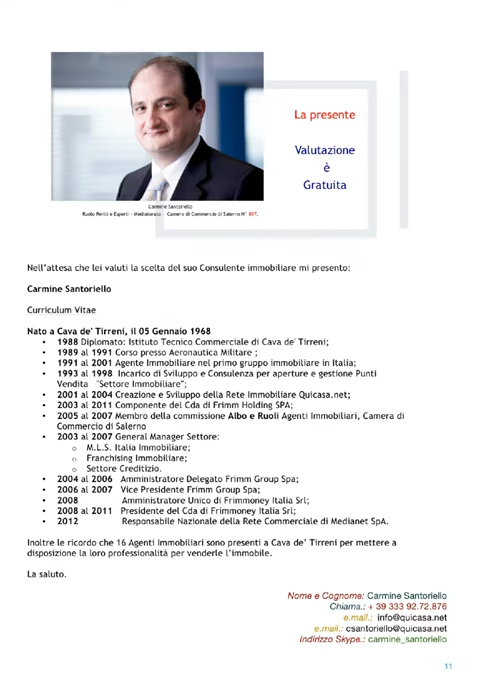 La presente
Valutazione
è
Gratuita
Carmine Santoriello
Ruolo Periti e Esperti - Mediatorato - Camera di Commercio di Salerno N° 897.
Nell'attesa che lei valuti la scelta del suo Consulente immobiliare mi presento:
Carmine Santoriello
Curriculum Vitae
Nato a Cava de' Tirreni, il 05 Gennaio 1968
• 1988 Diplomato: Istituto Tecnico Commerciale di Cava de' Tirreni;
• 1989 al 1991 Corso presso Aeronautica Militare ;
• 1991 al 2001 Agente Immobiliare nel primo gruppo immobiliare in Italia;
• 1993 al 1998 Incarico di Sviluppo e Consulenza per aperture e gestione Punti
Vendita "Settore Immobiliare";
• 2001 al 2004 Creazione e Sviluppo della Rete Immobiliare Quicasa.net;
• 2003 al 2011 Componente del Cda di Frimm Holding SPA;
• 2005 al 2007 Membro della commissione Albo e Ruoli Agenti Immobiliari, Camera di
Commercio di Salerno
• 2003 al 2007 General Manager Settore:
o M.L.S. Italia Immobiliare;
o Franchising Immobiliare;
o Settore Creditizio.
• 2004 al 2006 Amministratore Delegato Frimm Group Spa;
• 2006 al 2007 Vice Presidente Frimm Group Spa;
• 2008 Amministratore Unico di Frimmoney Italia Srl;
• 2008 al 2011 Presidente del Cda di Frimmoney Italia Srl;
• 2012 Responsabile Nazionale della Rete Commerciale di Medianet SpA.
Inoltre le ricordo che 16 Agenti Immobiliari sono presenti a Cava de' Tirreni per mettere a
disposizione la loro professionalità per venderle l'immobile.
La saluto.
Nome e Cognome: Carmine Santoriello
Chiama.: + 39 333 92.72.876
e.mail.: info@quicasa.net
e.mail.: csantoriello@quicasa.net
Indirizzo Skype.: carmine_santoriello
11